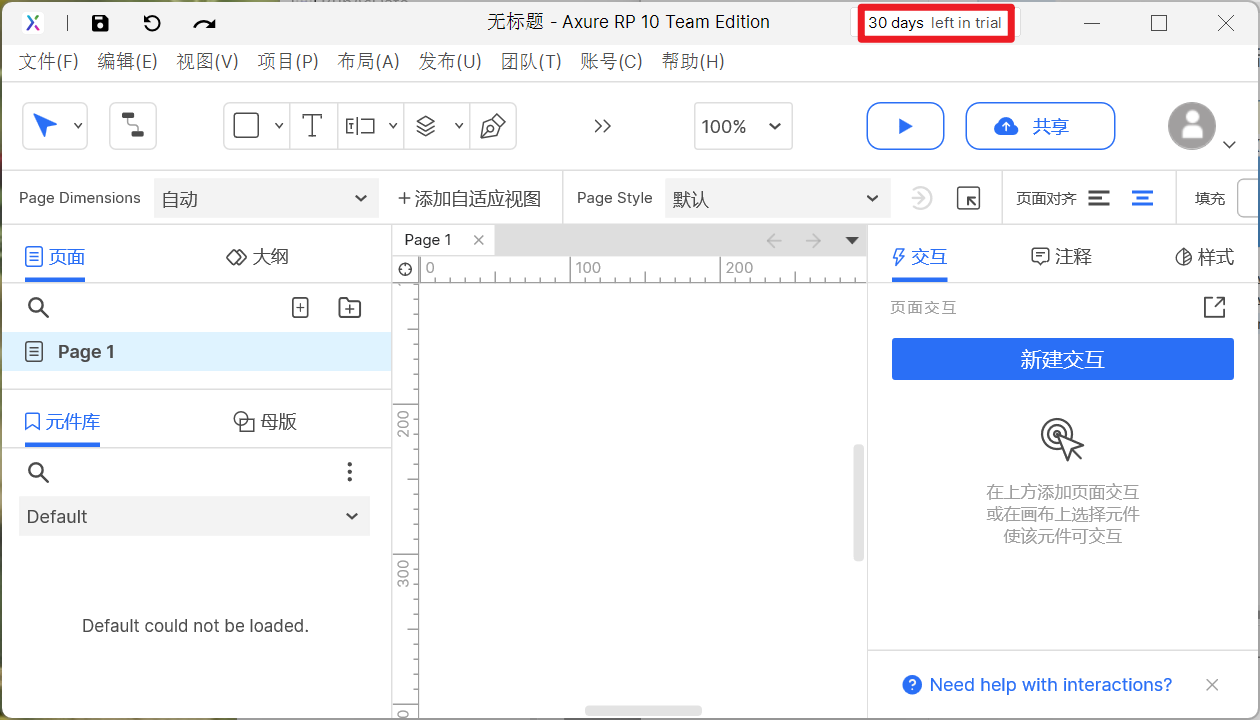 无标题 - Axure RP 10 Team Edition
30 days left in trial
文件(F) 编辑(E) 视图(V) 项目(P) 布局(A) 发布(U) 团队(T) 账号(C) 帮助(H)
100%
共享
Page Dimensions 自动 +添加自适应视图 Page Style 默认 页面对齐 填充
页面 大纲
Page 1
0 100 200
交互 注释 样式
页面交互
Page 1
新建交互
元件库 母版
200
Default
在上方添加页面交互
或在画布上选择元件
使该元件可交互
300
Default could not be loaded.
Need help with interactions?